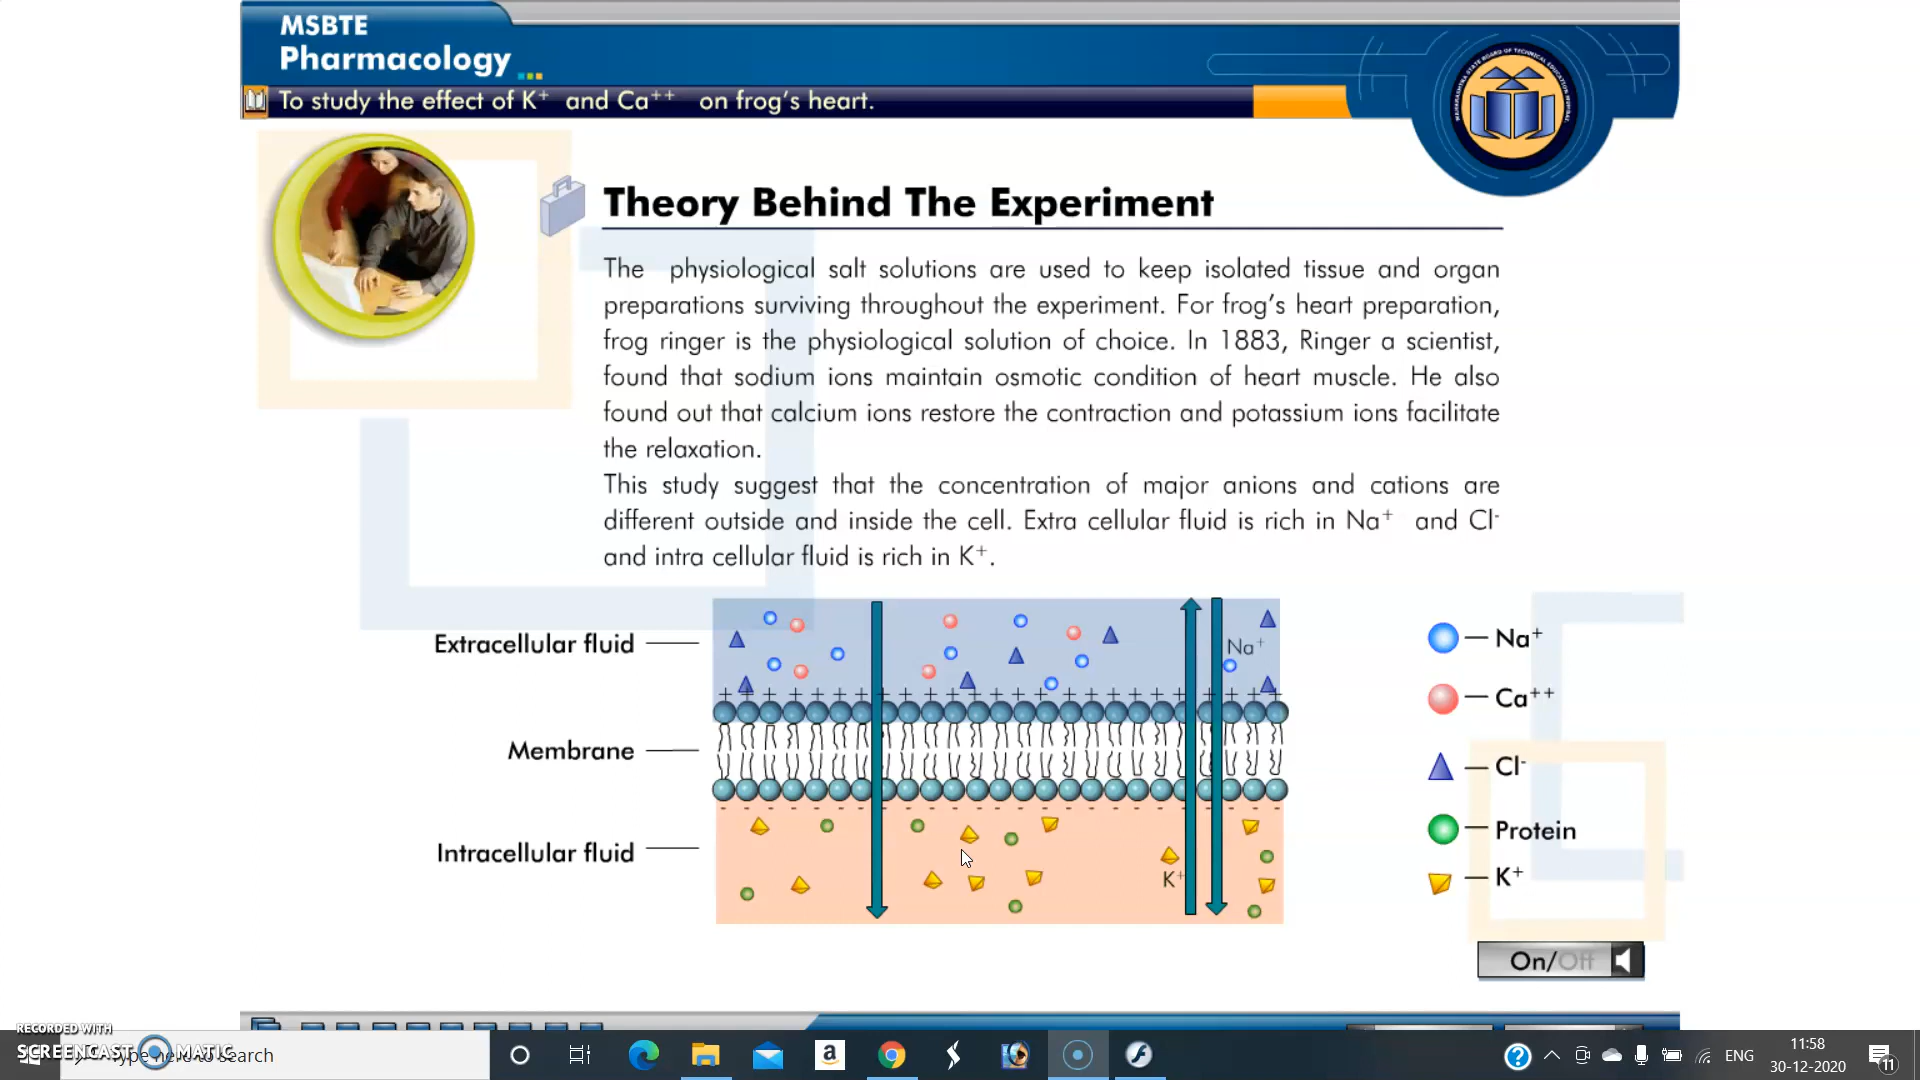 MSBTE
Pharmacology
To study the effect of K⁺ and Ca⁺⁺ on frog's heart.
Theory Behind The Experiment
The physiological salt solutions are used to keep isolated tissue and organ
preparations surviving throughout the experiment. For frog's heart preparation,
frog ringer is the physiological solution of choice. In 1883, Ringer a scientist,
found that sodium ions maintain osmotic condition of heart muscle. He also
found out that calcium ions restore the contraction and potassium ions facilitate
the relaxation.
This study suggest that the concentration of major anions and cations are
different outside and inside the cell. Extra cellular fluid is rich in Na⁺ and Cl⁻
and intra cellular fluid is rich in K⁺.
Extracellular fluid
Na⁺
Membrane
Intracellular fluid
K⁺
Na⁺
Ca⁺⁺
Cl⁻
Protein
K⁺
On/Off
RECORDED WITH
SCREENCAST MATIC
Type here to search
ENG
11:58
30-12-2020
11